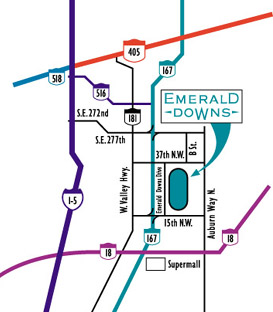 405
167
518
516
EMERALD
DOWNS
S.E. 272nd
181
S.E. 277th
B St.
37th N.W.
W. Valley Hwy.
Emerald Downs Drive
Auburn Way N.
I-5
15th N.W.
167
18
18
Supermall